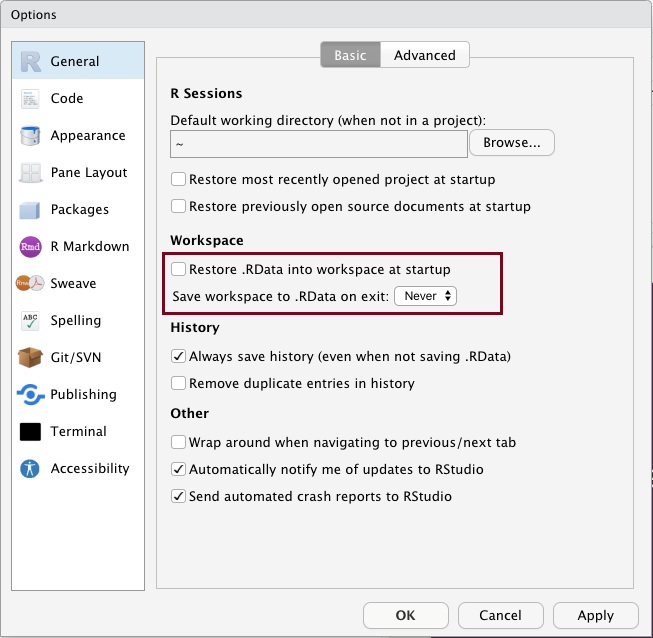 Options
General
Code
Appearance
Pane Layout
Packages
Rmd R Markdown
Sweave
ABC Spelling
Git/SVN
Publishing
Terminal
Accessibility
Basic Advanced
R Sessions
Default working directory (when not in a project):
~ Browse...
Restore most recently opened project at startup
Restore previously open source documents at startup
Workspace
Restore .RData into workspace at startup
Save workspace to .RData on exit: Never
History
Always save history (even when not saving .RData)
Remove duplicate entries in history
Other
Wrap around when navigating to previous/next tab
Automatically notify me of updates to RStudio
Send automated crash reports to RStudio
OK Cancel Apply